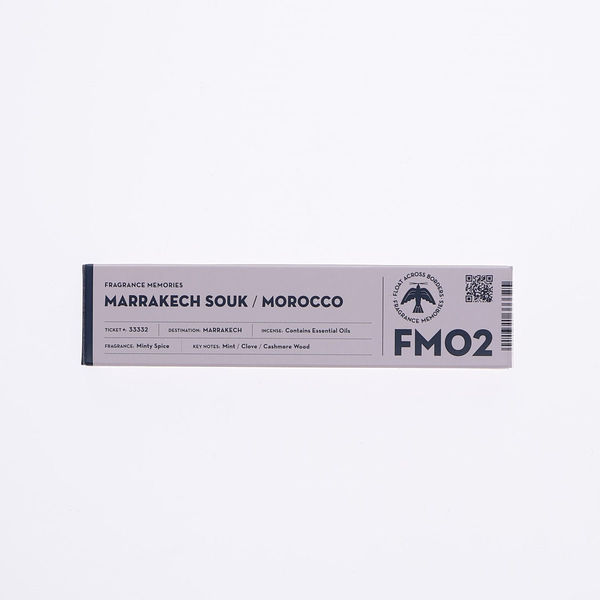 FRAGRANCE MEMORIES
MARRAKECH SOUK / MOROCCO
TICKET #: 33332 DESTINATION: MARRAKECH INCENSE: Contains Essential Oils
FRAGRANCE: Minty Spice KEY NOTES: Mint / Clove / Cashmere Wood
· FLOAT ACROSS BORDERS ·
FRAGRANCE MEMORIES
FM02